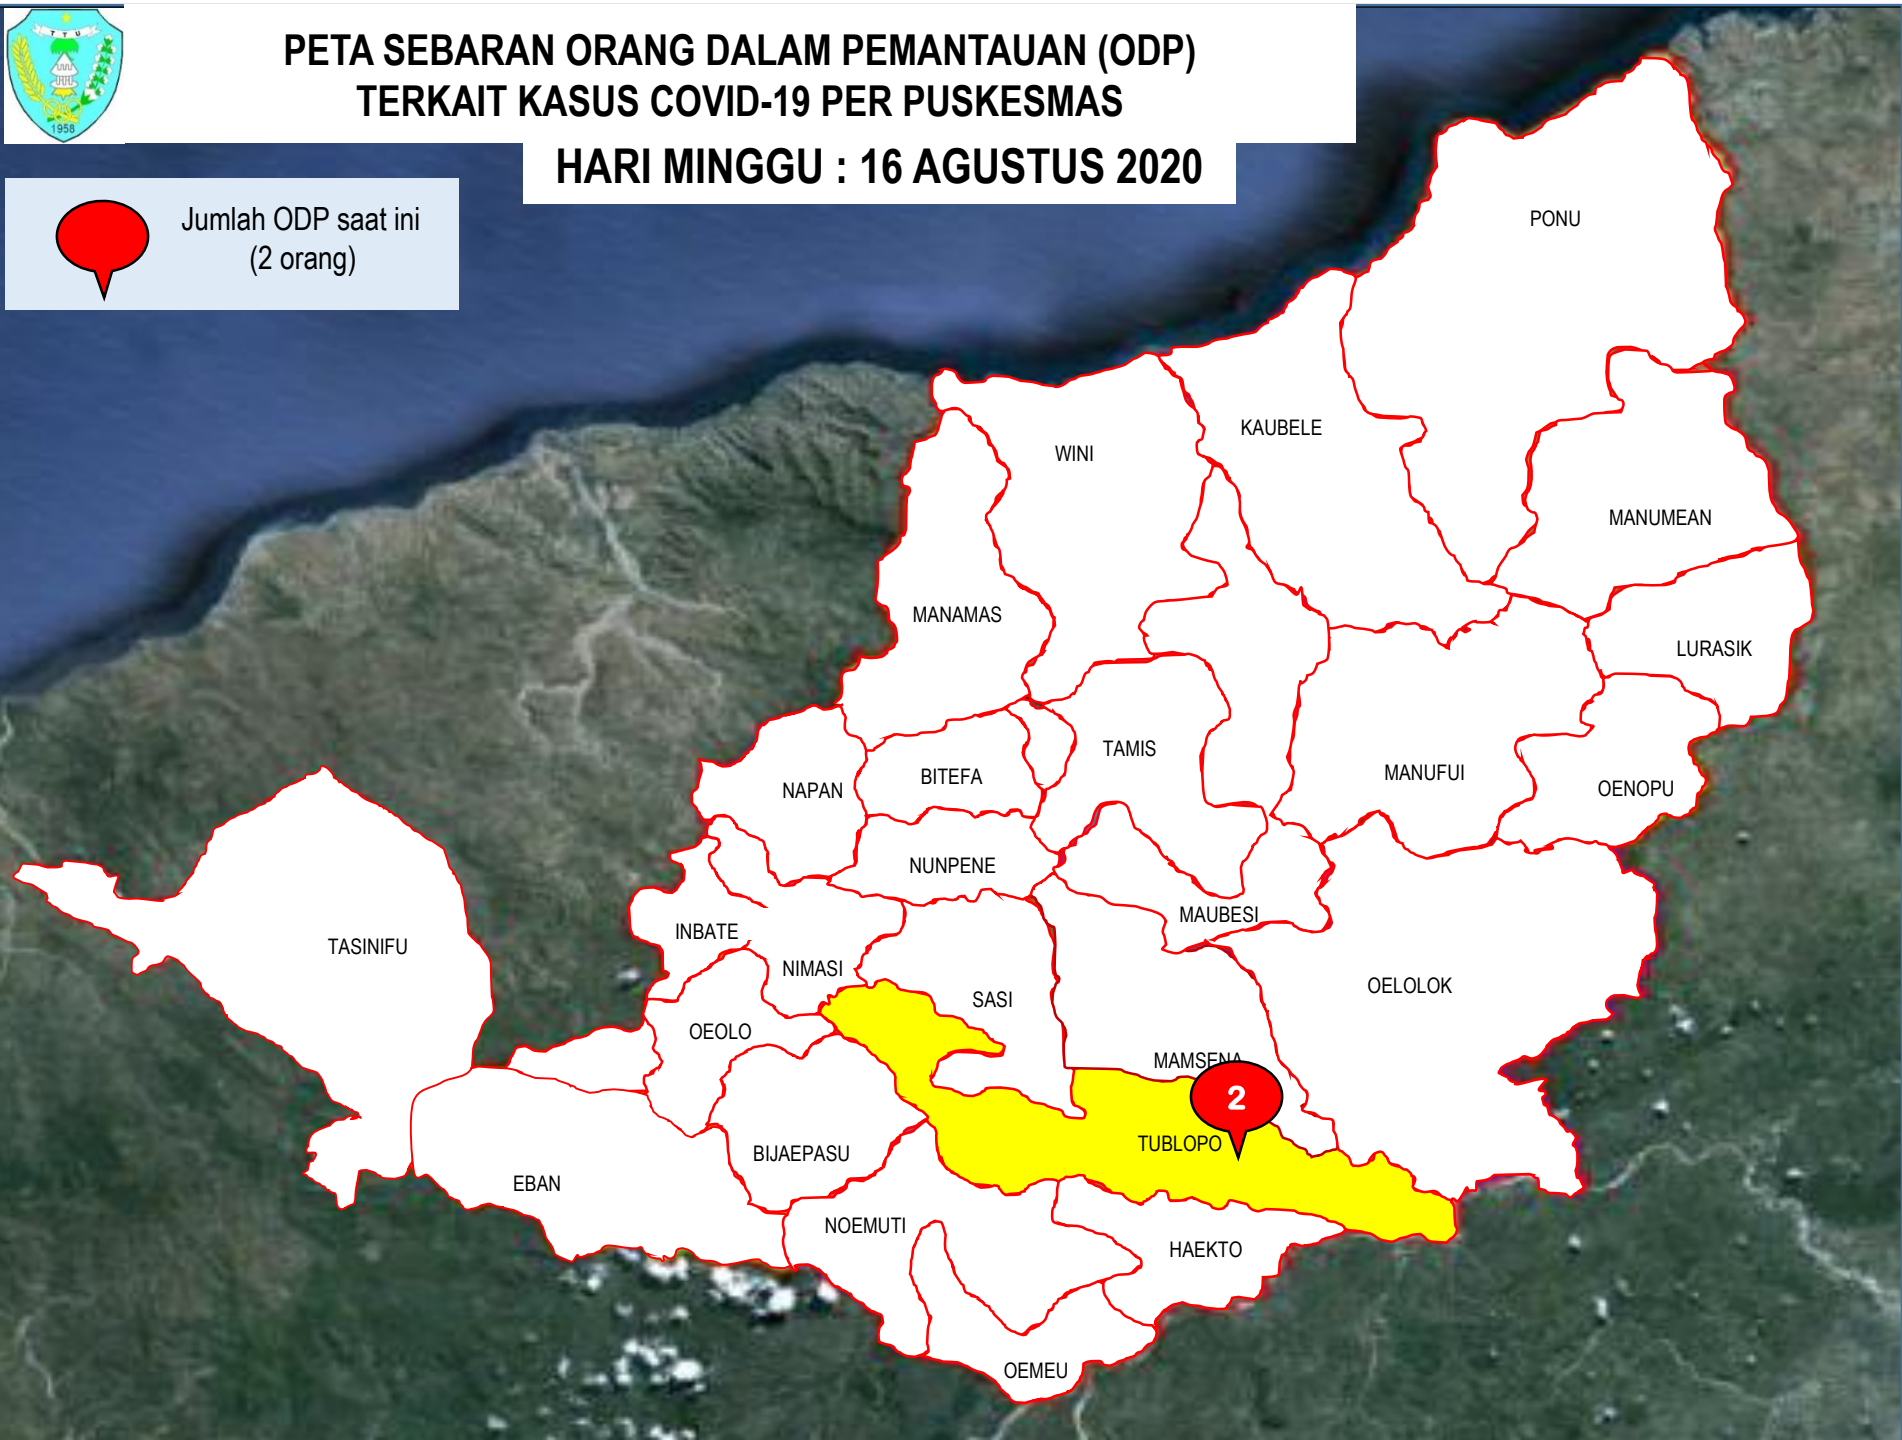 T T U
1958
PETA SEBARAN ORANG DALAM PEMANTAUAN (ODP)
TERKAIT KASUS COVID-19 PER PUSKESMAS
HARI MINGGU : 16 AGUSTUS 2020
Jumlah ODP saat ini
(2 orang)
PONU
KAUBELE
WINI
MANUMEAN
MANAMAS
LURASIK
TAMIS
MANUFUI
BITEFA
NAPAN
OENOPU
NUNPENE
MAUBESI
INBATE
TASINIFU
NIMASI
OELOLOK
SASI
OEOLO
MAMSENA
2
TUBLOPO
BIJAEPASU
EBAN
NOEMUTI
HAEKTO
OEMEU